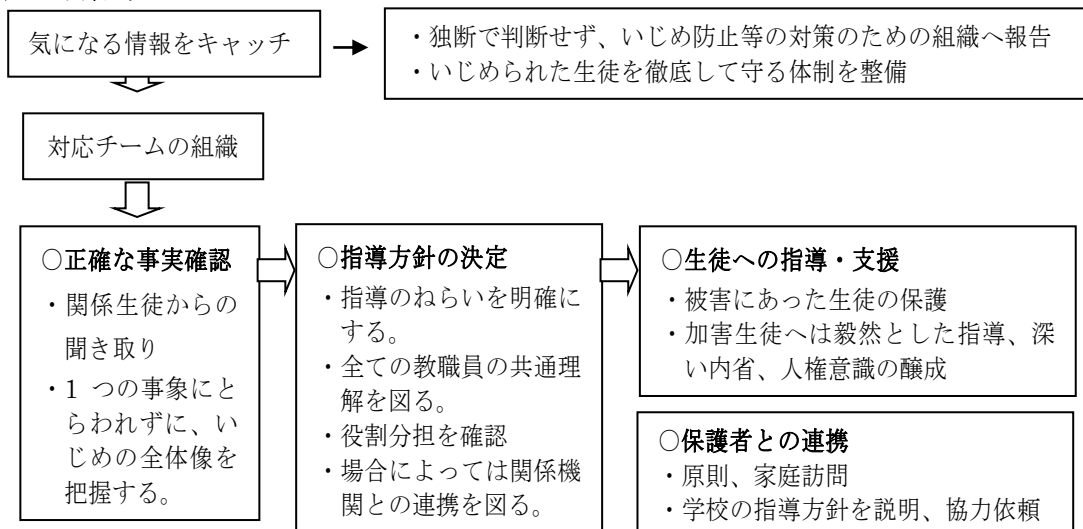 気になる情報をキャッチ
・独断で判断せず、いじめ防止等の対策のための組織へ報告
・いじめられた生徒を徹底して守る体制を整備
対応チームの組織
○正確な事実確認
・関係生徒からの
聞き取り
・1 つの事象にと
らわれずに、い
じめの全体像を
把握する。
○指導方針の決定
・指導のねらいを明確に
する。
・全ての教職員の共通理
解を図る。
・役割分担を確認
・場合によっては関係機
関との連携を図る。
○生徒への指導・支援
・被害にあった生徒の保護
・加害生徒へは毅然とした指導、深
い内省、人権意識の醸成
○保護者との連携
・原則、家庭訪問
・学校の指導方針を説明、協力依頼